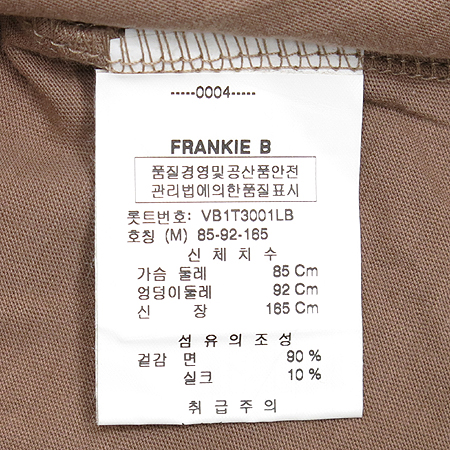 -----0004-----
FRANKIE B
품질경영및공산품안전
관리법에의한품질표시
롯트번호: VB1T3001LB
호칭 (M) 85-92-165
신 체 치 수
가슴 둘레 85 Cm
엉덩이둘레 92 Cm
신 장 165 Cm
섬 유 의 조 성
겉감 면 90 %
실크 10 %
취 급 주 의